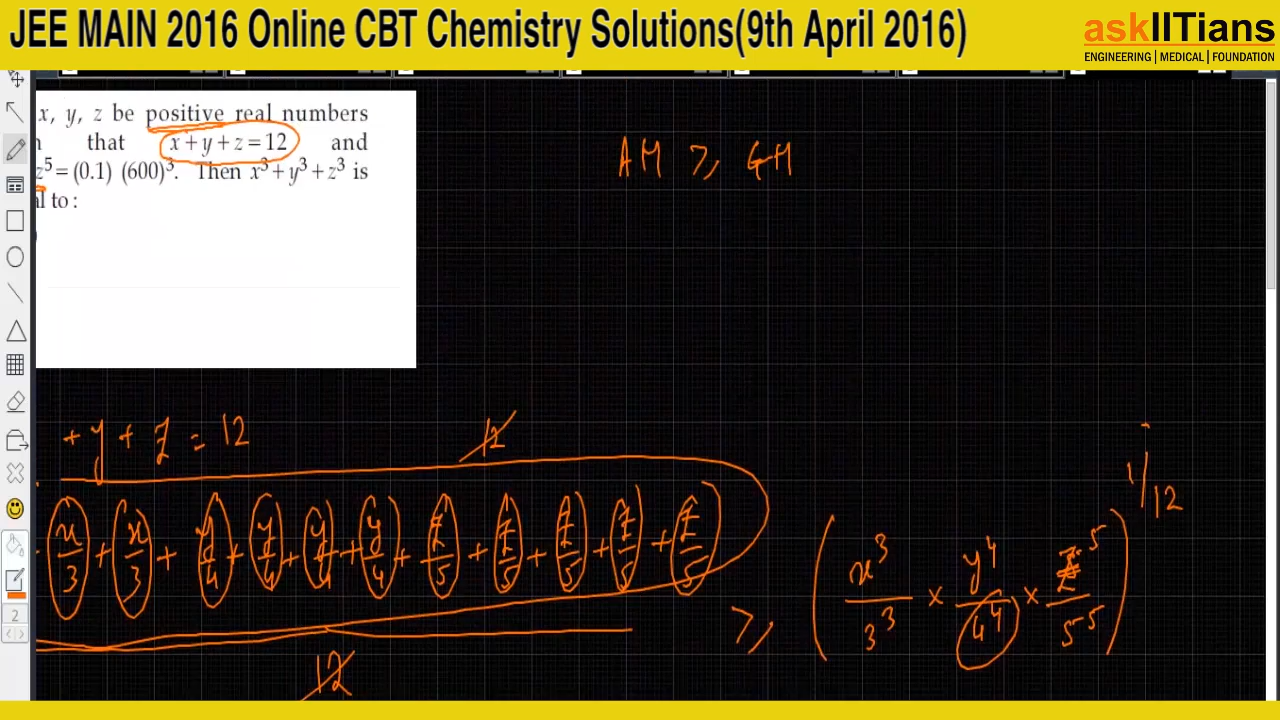 JEE MAIN 2016 Online CBT Chemistry Solutions(9th April 2016)
askIITians
ENGINEERING | MEDICAL | FOUNDATION
x, y, z be positive real numbers
that x + y + z = 12 and
z⁵ = (0.1) (600)³. Then x³ + y³ + z³ is
al to :
AM ≥ GM
+ y + z = 12
12
x/3 + x/3 + y/4 + y/4 + y/4 + y/4 + z/5 + z/5 + z/5 + z/5 + z/5
12
≥ (x³/3³ × y⁴/4⁴ × z⁵/5⁵)^1/12
2